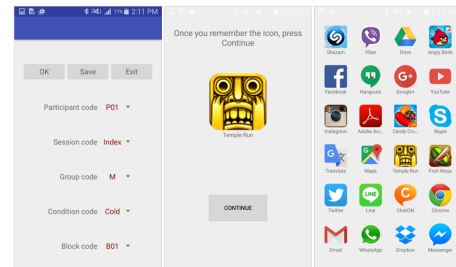 77% 2:11 PM
OK Save Exit
Participant code P01
Session code Index
Group code M
Condition code Cold
Block code B01
Once you remember the icon, press
Continue
Temple Run
CONTINUE
Shazam Viber Drive Angry Birds
Facebook Hangouts Google+ YouTube
Instagram Adobe Acr.. Candy Cru.. Skype
Translate Maps Temple Run Fruit Ninja
Twitter Line ChatON Chrome
Gmail WhatsApp Dropbox Messenger